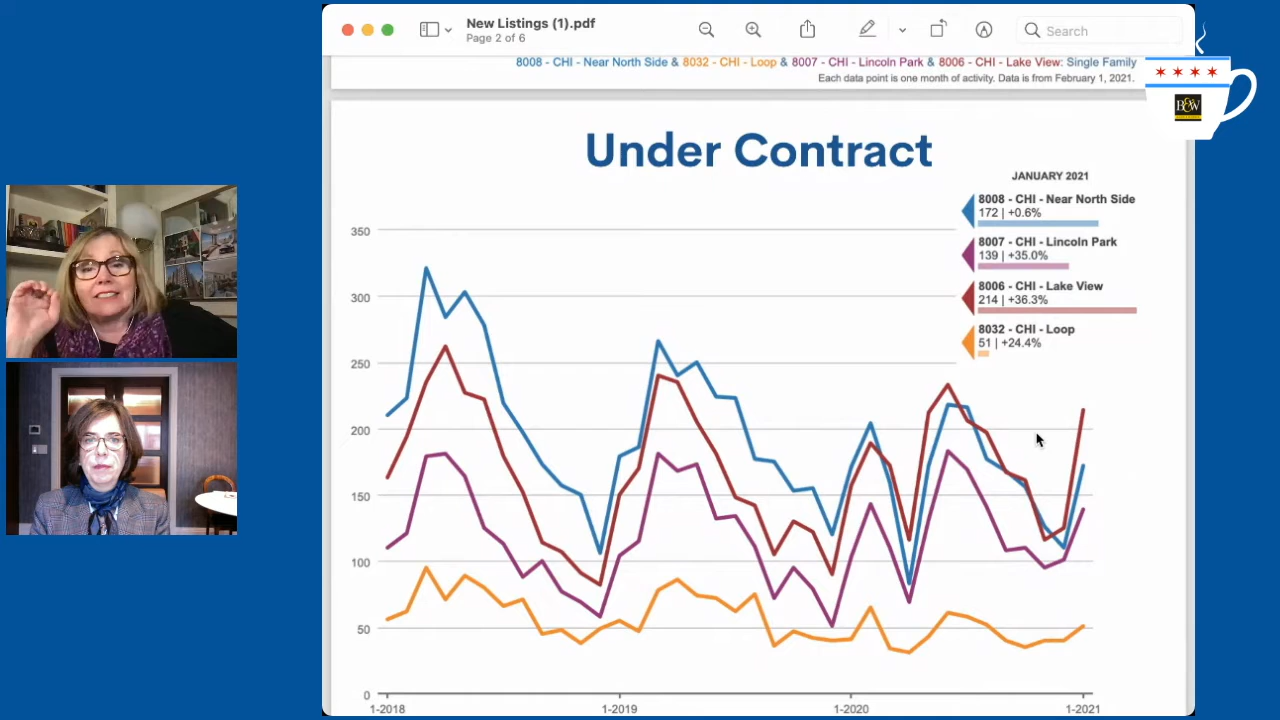 New Listings (1).pdf
Page 2 of 6
Search
8008 - CHI - Near North Side & 8032 - CHI - Loop & 8007 - CHI - Lincoln Park & 8006 - CHI - Lake View: Single Family
Each data point is one month of activity. Data is from February 1, 2021.
B&W
Under Contract
JANUARY 2021
8008 - CHI - Near North Side
172 | +0.6%
8007 - CHI - Lincoln Park
139 | +35.0%
8006 - CHI - Lake View
214 | +36.3%
8032 - CHI - Loop
51 | +24.4%
350
300
250
200
150
100
50
0
1-2018
1-2019
1-2020
1-2021